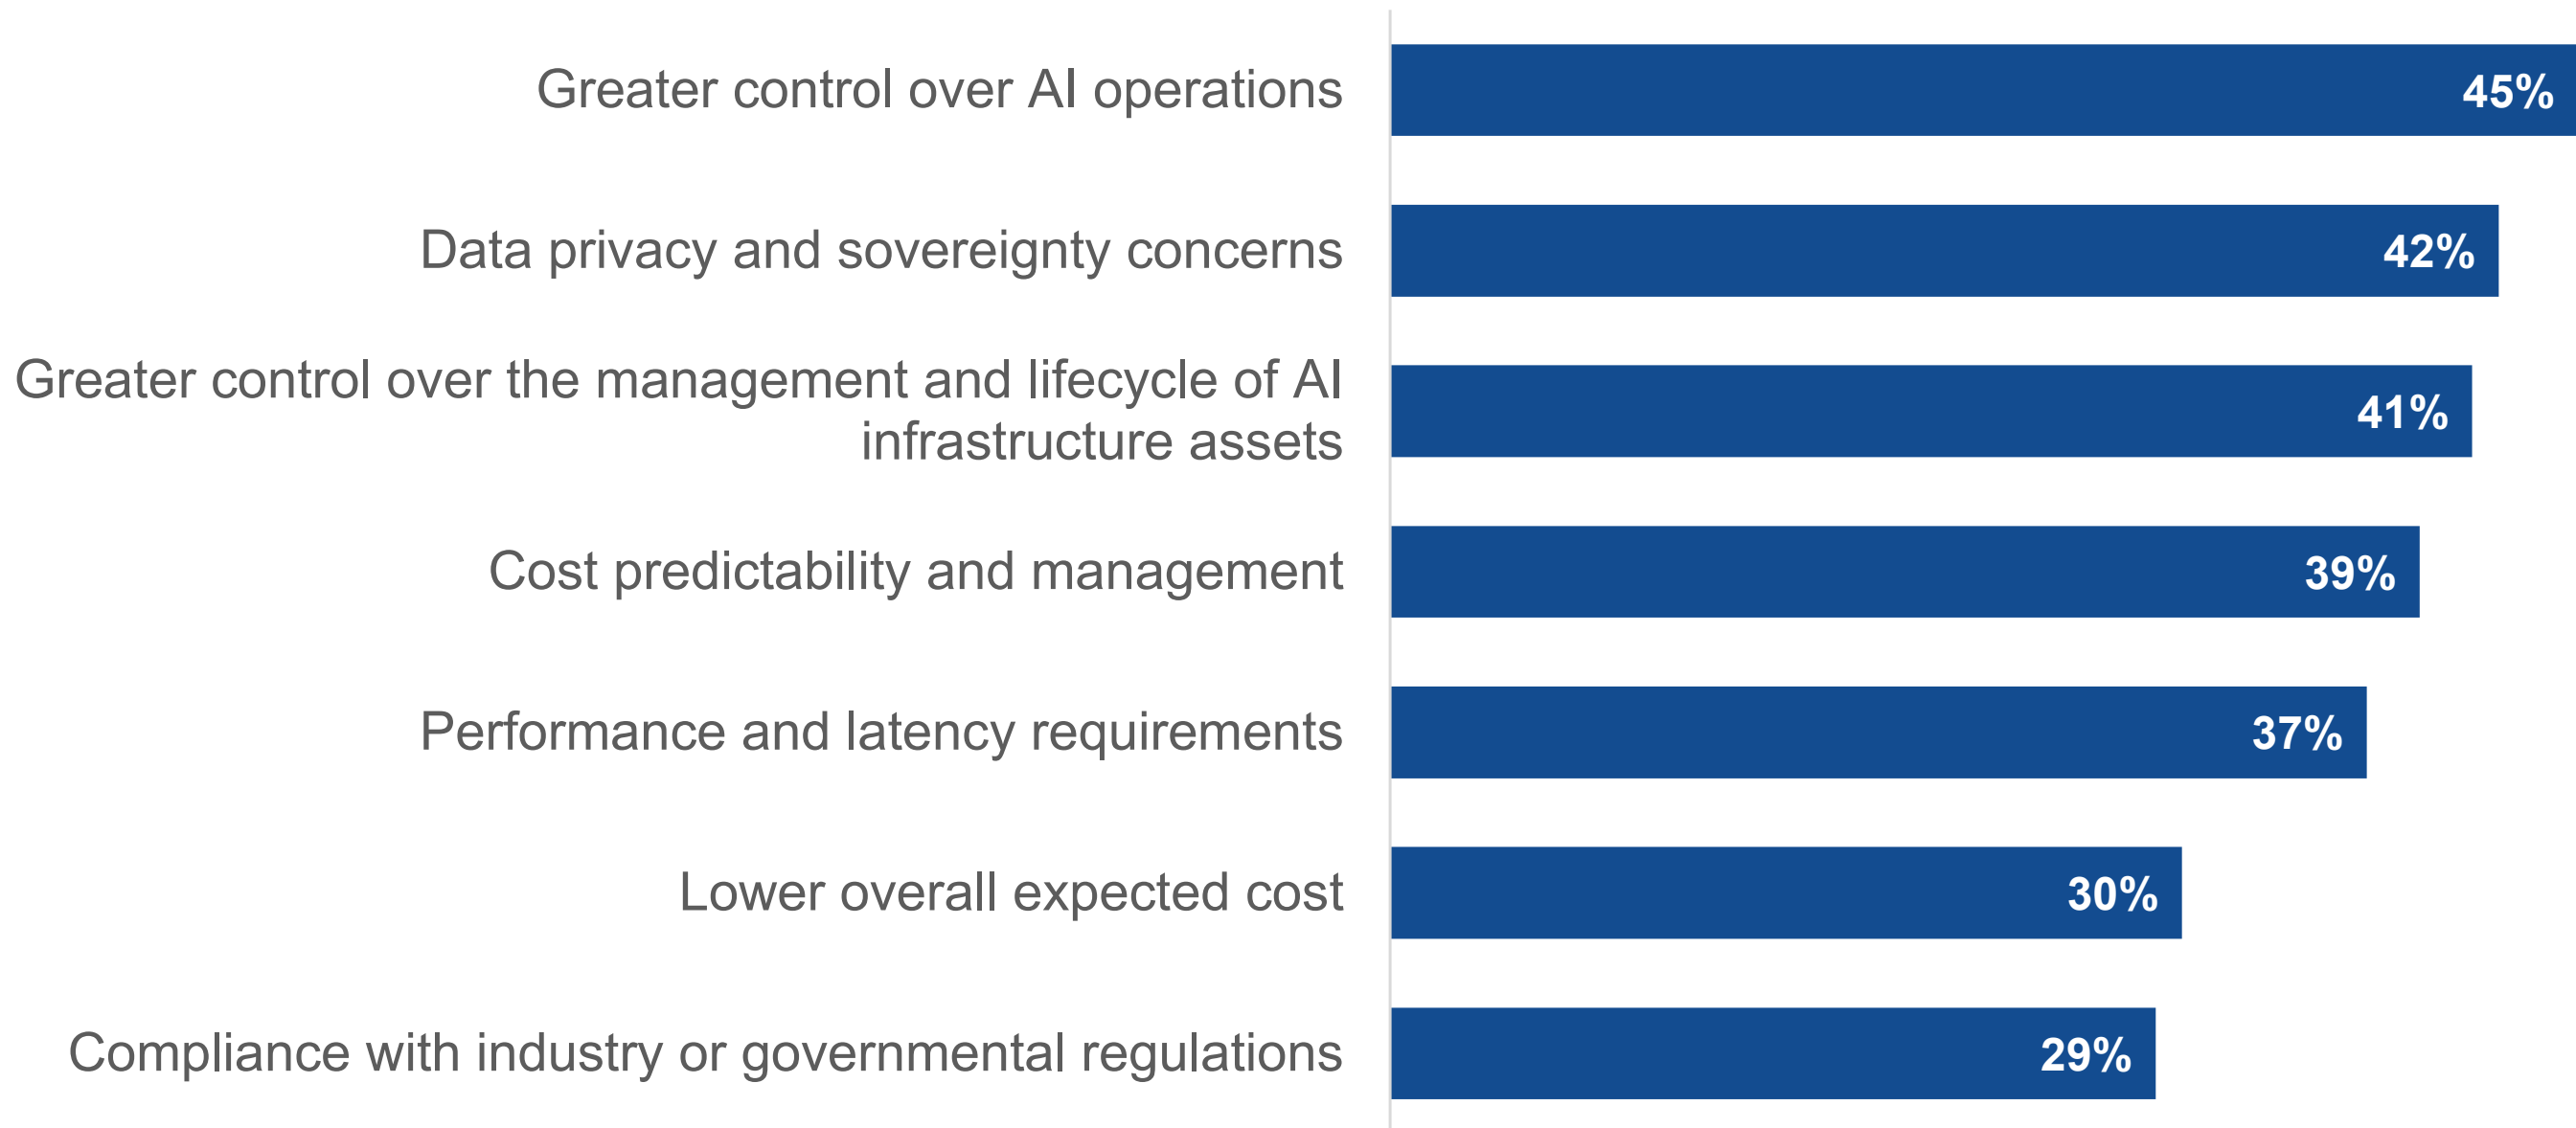 Greater control over AI operations
45%
Data privacy and sovereignty concerns
42%
Greater control over the management and lifecycle of AI
infrastructure assets
41%
Cost predictability and management
39%
Performance and latency requirements
37%
Lower overall expected cost
30%
Compliance with industry or governmental regulations
29%